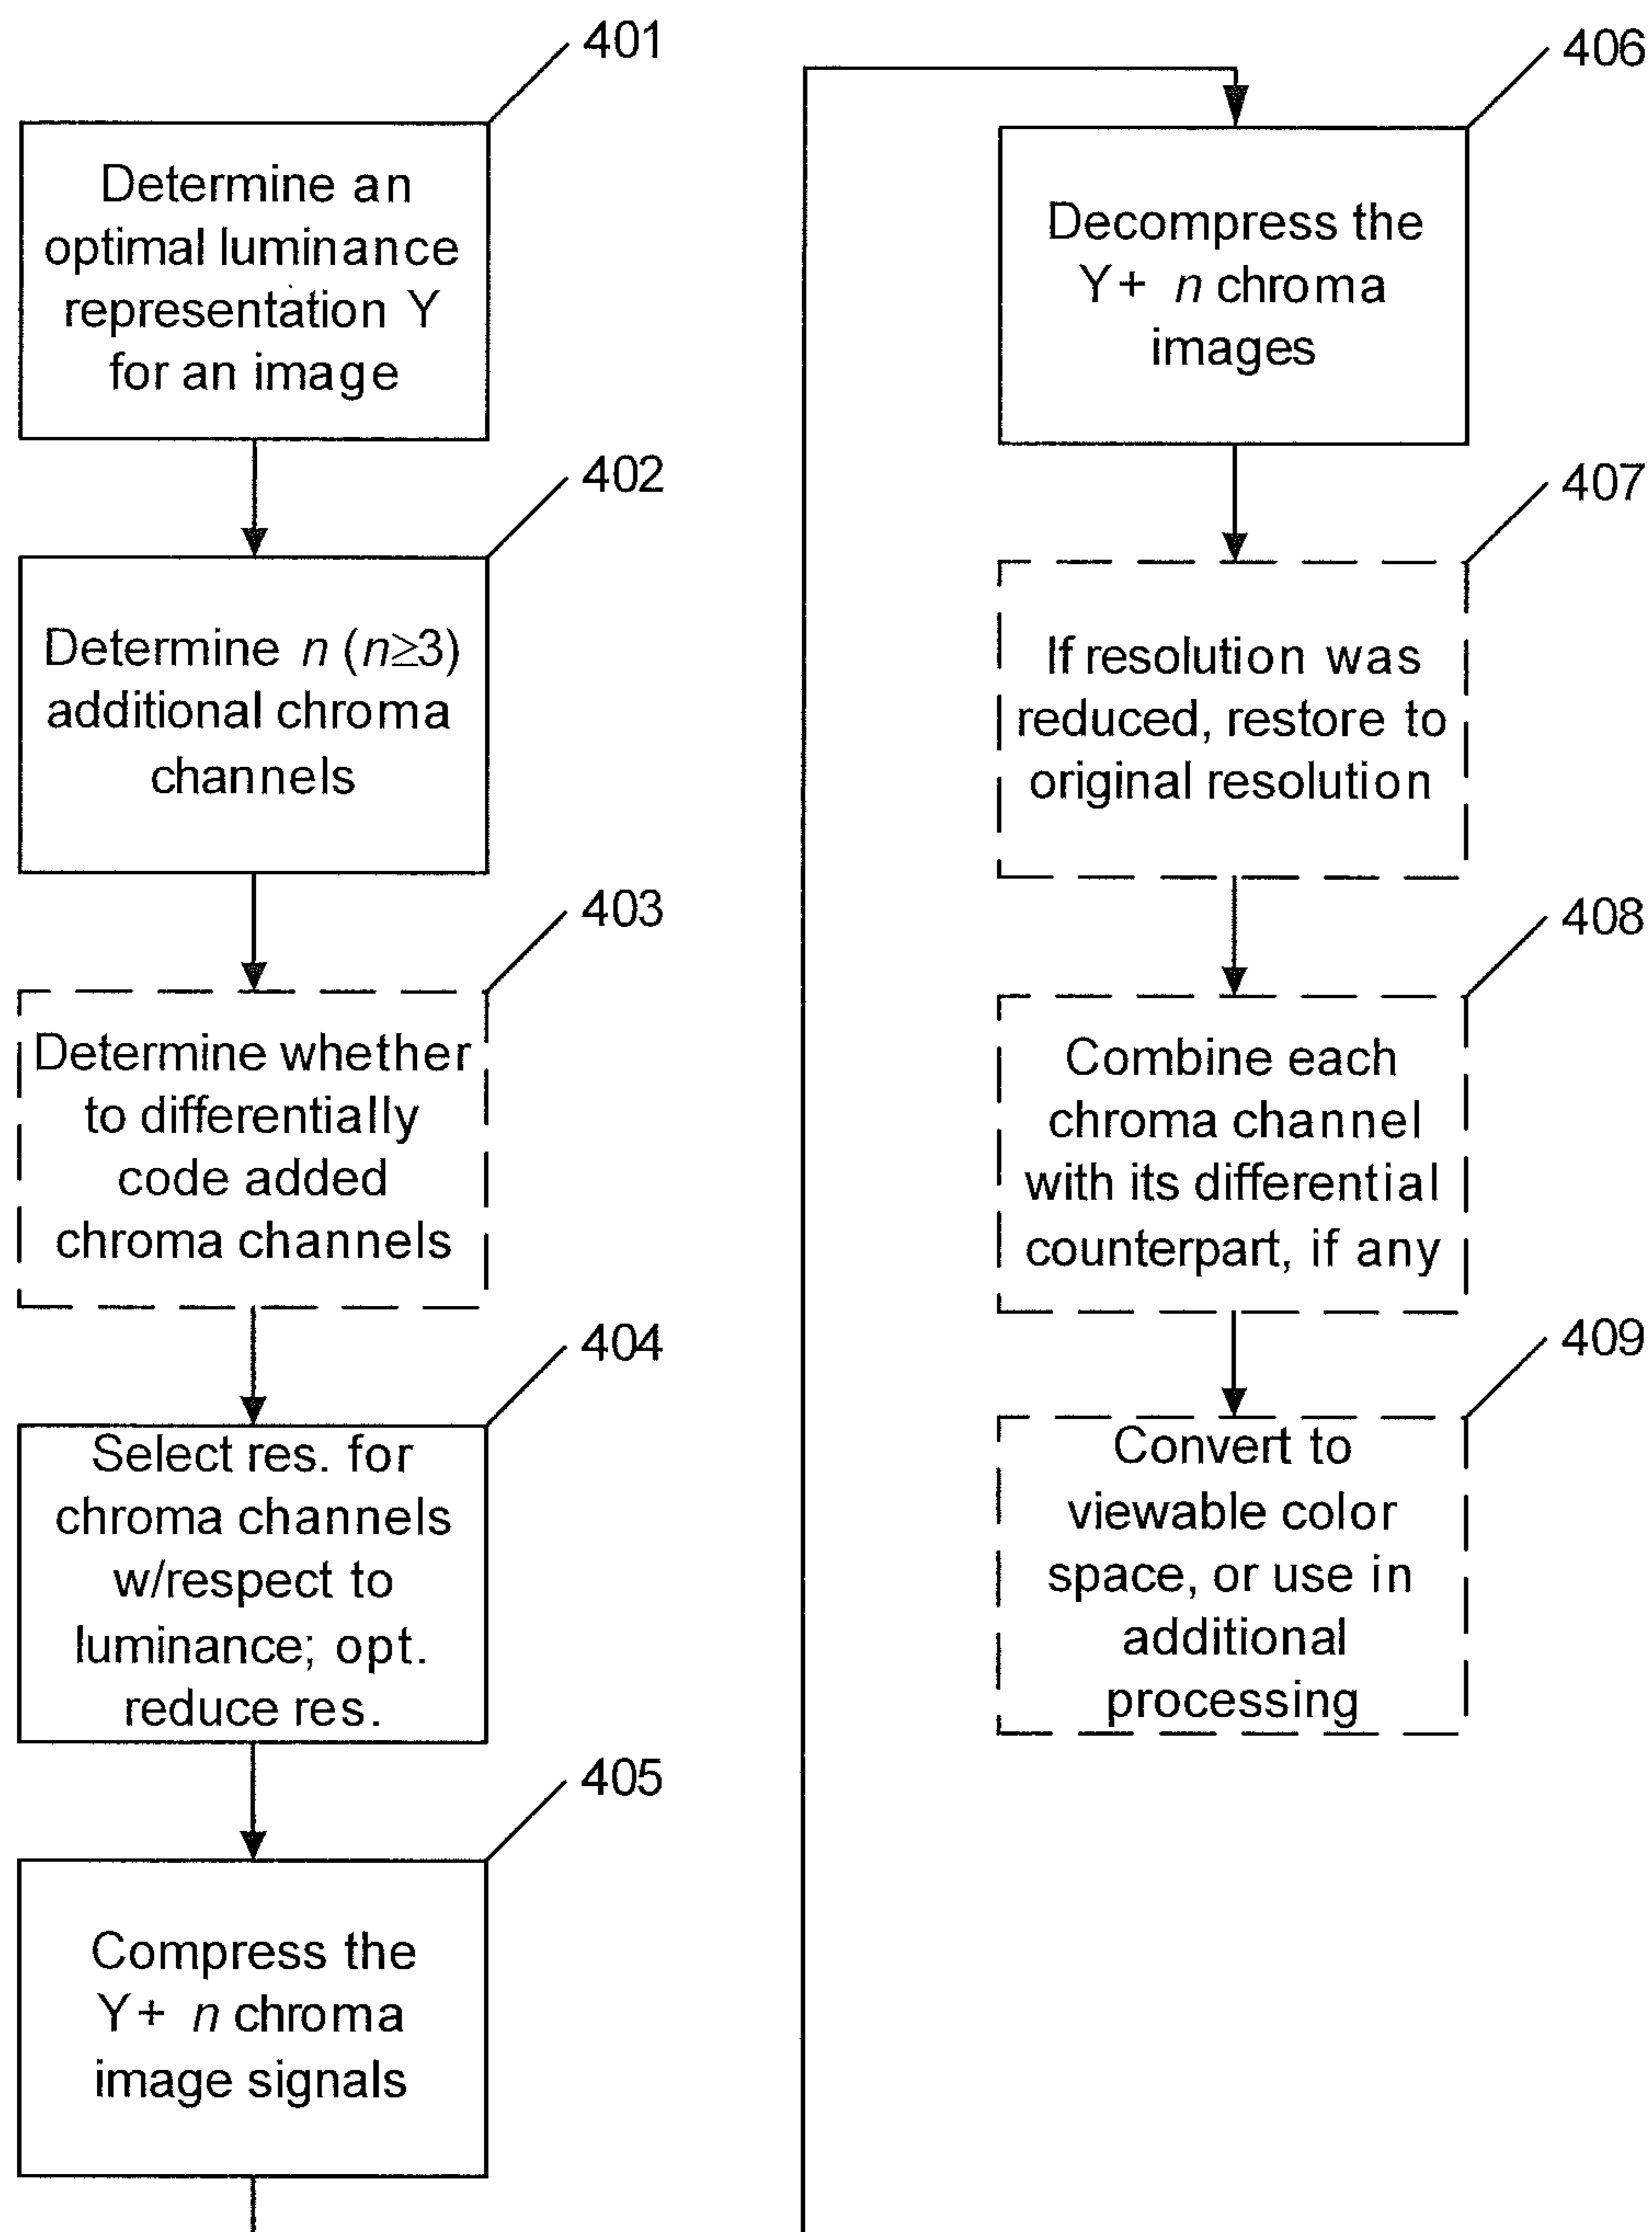 401
Determine an
optimal luminance
representation Y
for an image
402
Determine n (n≥3)
additional chroma
channels
403
Determine whether
to differentially
code added
chroma channels
404
Select res. for
chroma channels
w/respect to
luminance; opt.
reduce res.
405
Compress the
Y+ n chroma
image signals
406
Decompress the
Y+ n chroma
images
407
If resolution was
reduced, restore to
original resolution
408
Combine each
chroma channel
with its differential
counterpart, if any
409
Convert to
viewable color
space, or use in
additional
processing